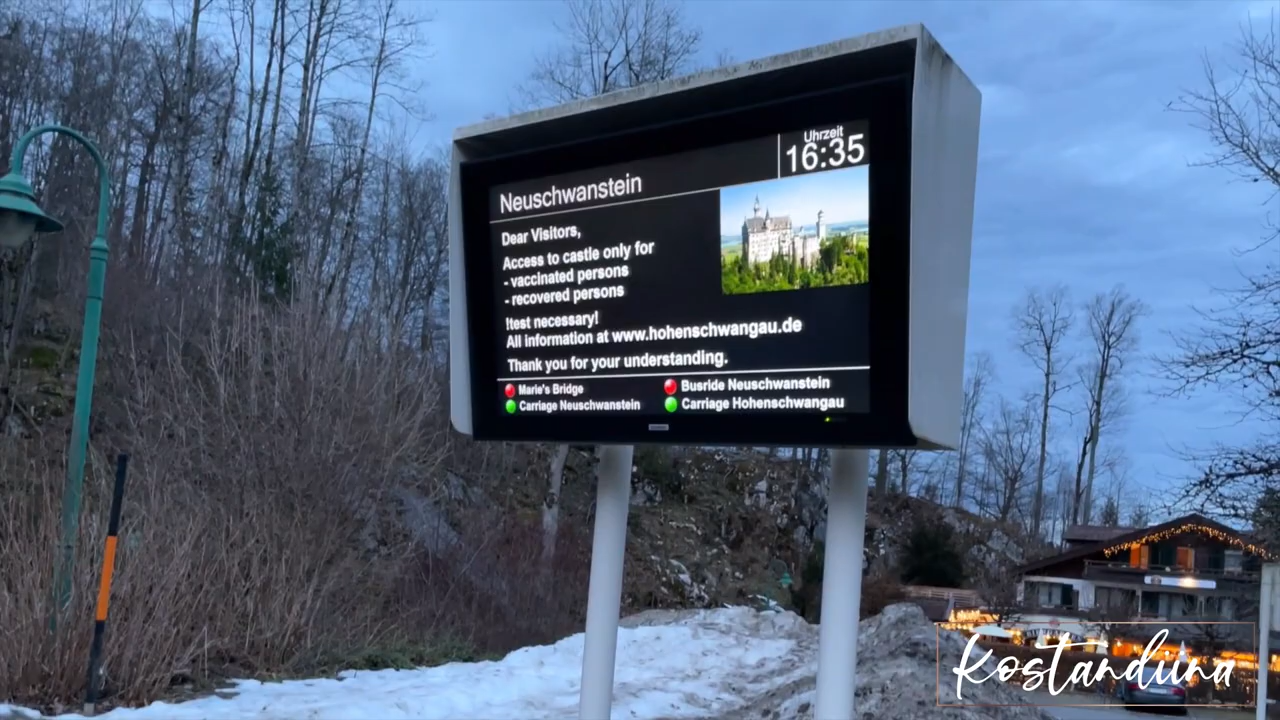 Uhrzeit
16:35
Neuschwanstein
Dear Visitors,
Access to castle only for
- vaccinated persons
- recovered persons
!test necessary!
All information at www.hohenschwangau.de
Thank you for your understanding.
Marie's Bridge
Busride Neuschwanstein
Carriage Neuschwanstein
Carriage Hohenschwangau
Kostandiina